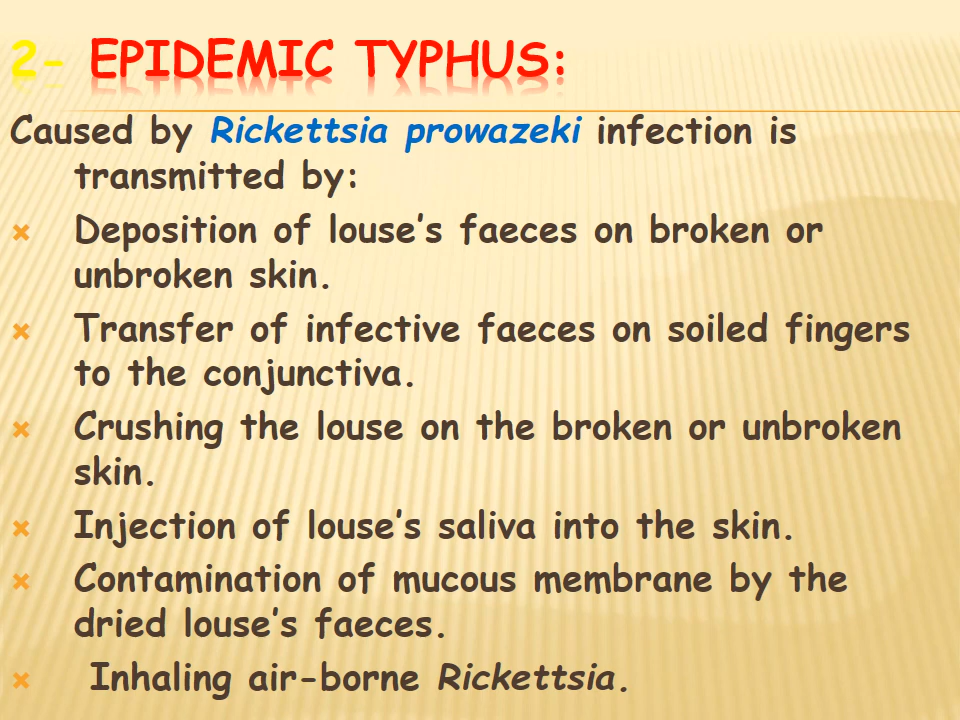 2- EPIDEMIC TYPHUS:
Caused by Rickettsia prowazeki infection is
transmitted by:
× Deposition of louse’s faeces on broken or
unbroken skin.
× Transfer of infective faeces on soiled fingers
to the conjunctiva.
× Crushing the louse on the broken or unbroken
skin.
× Injection of louse’s saliva into the skin.
× Contamination of mucous membrane by the
dried louse’s faeces.
× Inhaling air-borne Rickettsia.